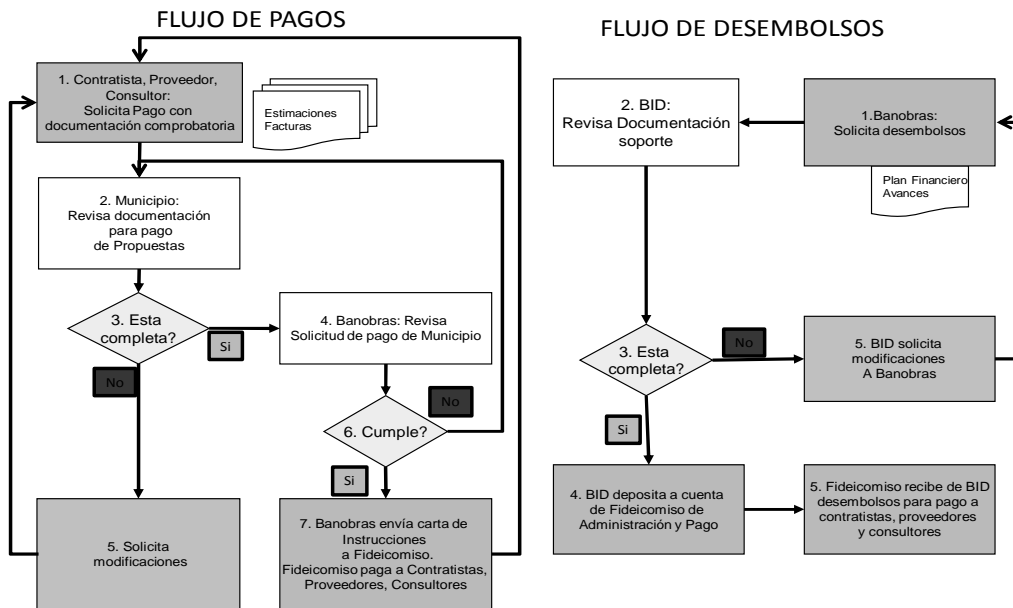 FLUJO DE PAGOS
1. Contratista, Proveedor,
Consultor:
Solicita Pago con
documentación comprobatoria
Estimaciones
Facturas
2. Municipio:
Revisa documentación
para pago
de Propuestas
3. Esta
completa?
Si
No
4. Banobras: Revisa
Solicitud de pago de Municipio
6. Cumple?
No
Si
5. Solicita
modificaciones
7. Banobras envía carta de
Instrucciones
a Fideicomiso.
Fideicomiso paga a Contratistas,
Proveedores, Consultores
FLUJO DE DESEMBOLSOS
1.Banobras:
Solicita desembolsos
Plan Financiero
Avances
2. BID:
Revisa Documentación
soporte
3. Esta
completa?
No
Si
5. BID solicita
modificaciones
A Banobras
4. BID deposita a cuenta
de Fideicomiso de
Administración y Pago
5. Fideicomiso recibe de BID
desembolsos para pago a
contratistas, proveedores
y consultores